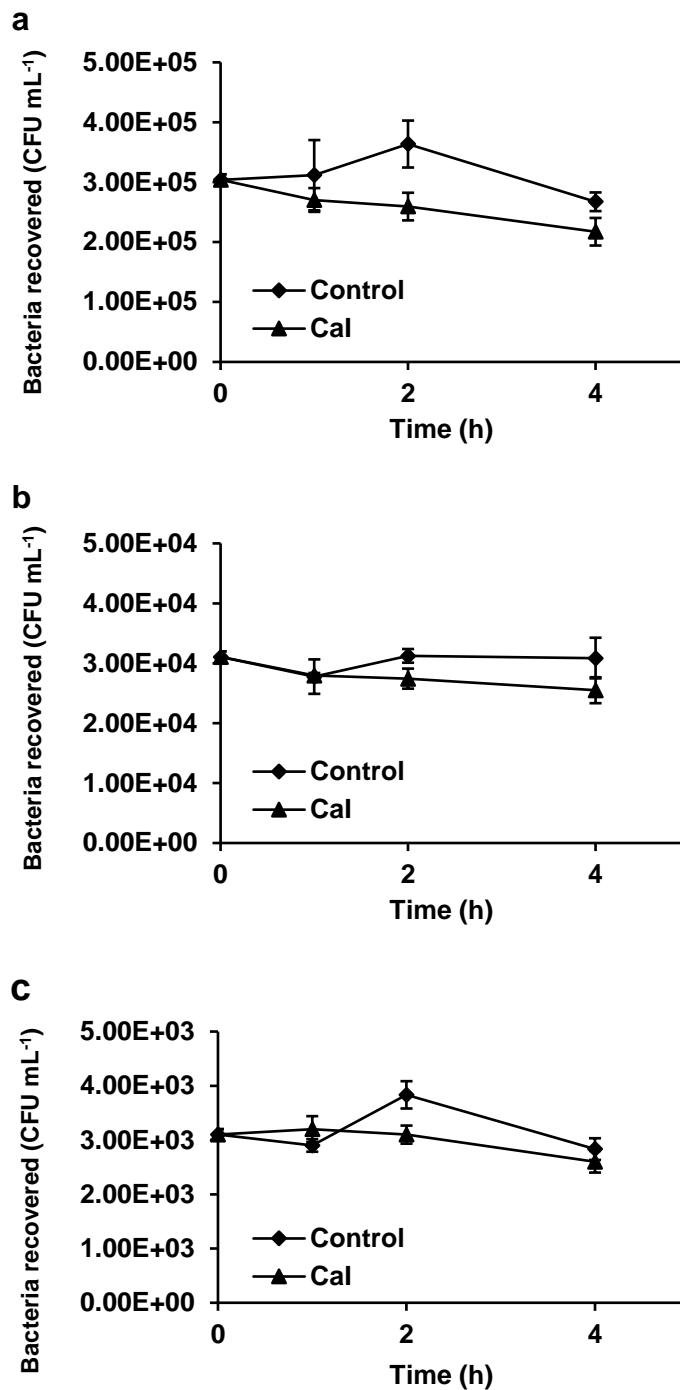 a
Bacteria recovered (CFU mL-1)
5.00E+05
4.00E+05
3.00E+05
2.00E+05
1.00E+05
0.00E+00
Control
Cal
0 2 4
Time (h)
b
Bacteria recovered (CFU mL-1)
5.00E+04
4.00E+04
3.00E+04
2.00E+04
1.00E+04
0.00E+00
Control
Cal
0 2 4
Time (h)
c
Bacteria recovered (CFU mL-1)
5.00E+03
4.00E+03
3.00E+03
2.00E+03
1.00E+03
0.00E+00
Control
Cal
0 2 4
Time (h)